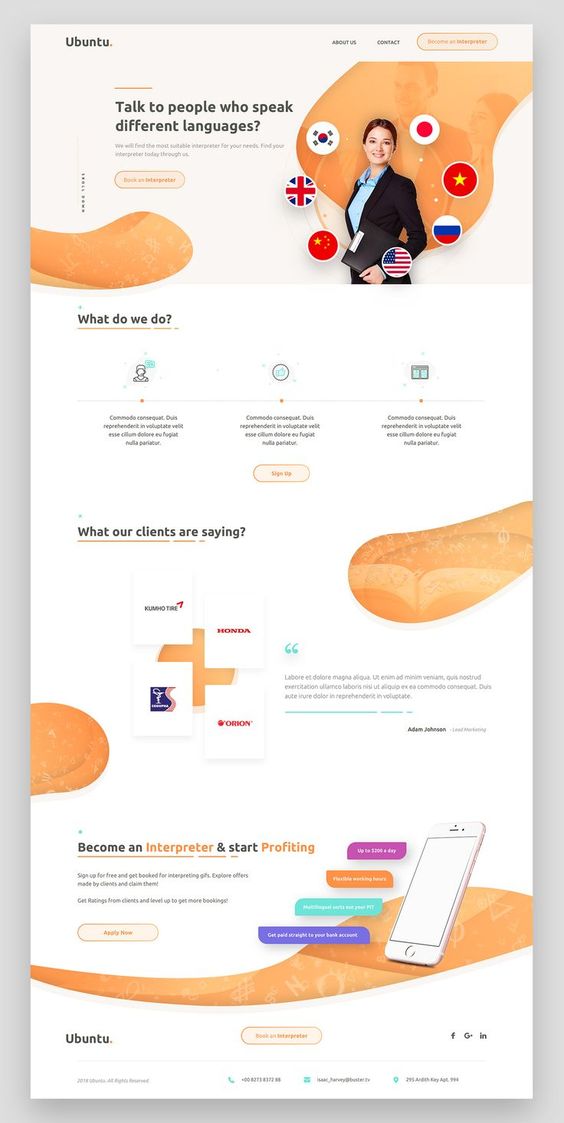 Ubuntu.
ABOUT US
CONTACT
Become an Interpreter
Talk to people who speak
different languages?
We will find the most suitable interpreter for your needs. Find your
interpreter today through us.
Book an Interpreter
What do we do?
Commodo consequat. Duis
reprehenderit in voluptate velit
esse cillum dolore eu fugiat
nulla pariatur.
Commodo consequat. Duis
reprehenderit in voluptate velit
esse cillum dolore eu fugiat
nulla pariatur.
Commodo consequat. Duis
reprehenderit in voluptate velit
esse cillum dolore eu fugiat
nulla pariatur.
Sign Up
What our clients are saying?
KUMHO TIRE
HONDA
ORION
Labore et dolore magna aliqua. Ut enim ad minim veniam, quis nostrud
exercitation ullamco laboris nisi ut aliquip ex ea commodo consequat. Duis
aute irure dolor in reprehenderit in voluptate.
Adam Johnson - Lead Marketing
Become an Interpreter & start Profiting
Sign up for free and get booked for interpreting gifs. Explore offers
made by clients and claim them!
Get Ratings from clients and level up to get more bookings!
Apply Now
Up to $200 a day
Flexible working hours
Multilingual sorts out your PIT
Get paid straight to your bank account
Ubuntu.
Book an Interpreter
2018 Ubuntu. All Rights Reserved.
+00 8273 8372 88
isaac_harvey@buster.tv
295 Ardith Key Apt. 994